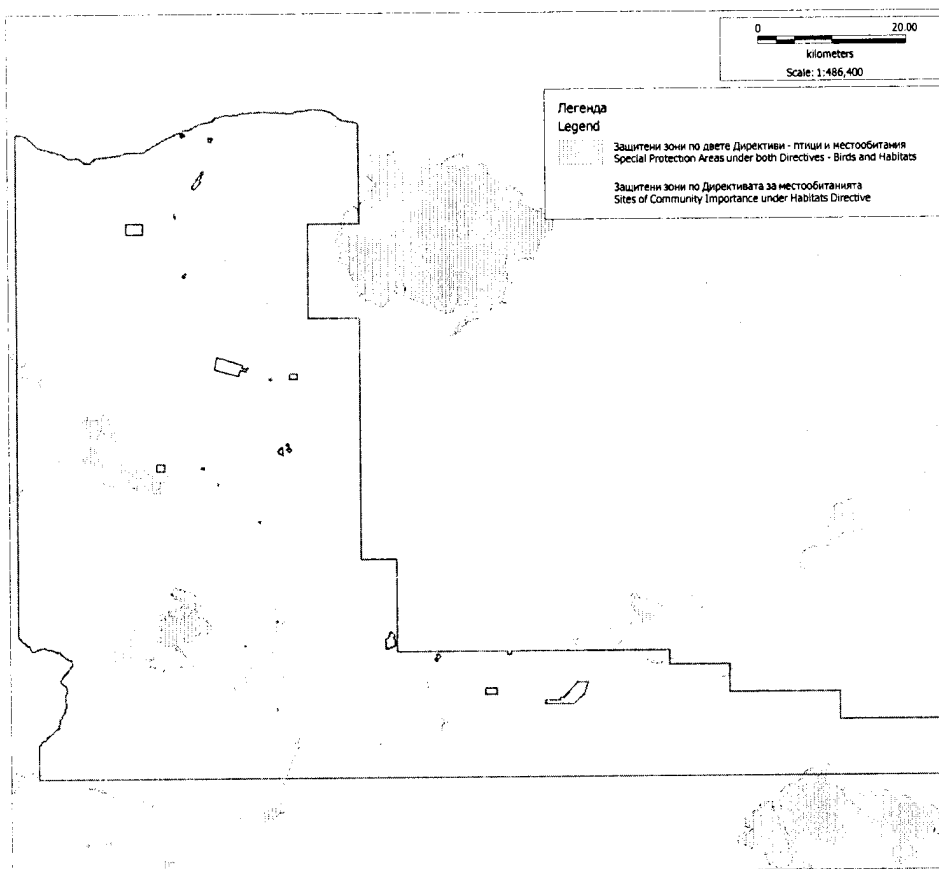 0 20.00
kilometers
Scale: 1:486,400
Легенда
Legend
Защитени зони по двете Директиви - птици и местообитания
Special Protection Areas under both Directives - Birds and Habitats
Защитени зони по Директивата за местообитанията
Sites of Community Importance under Habitats Directive